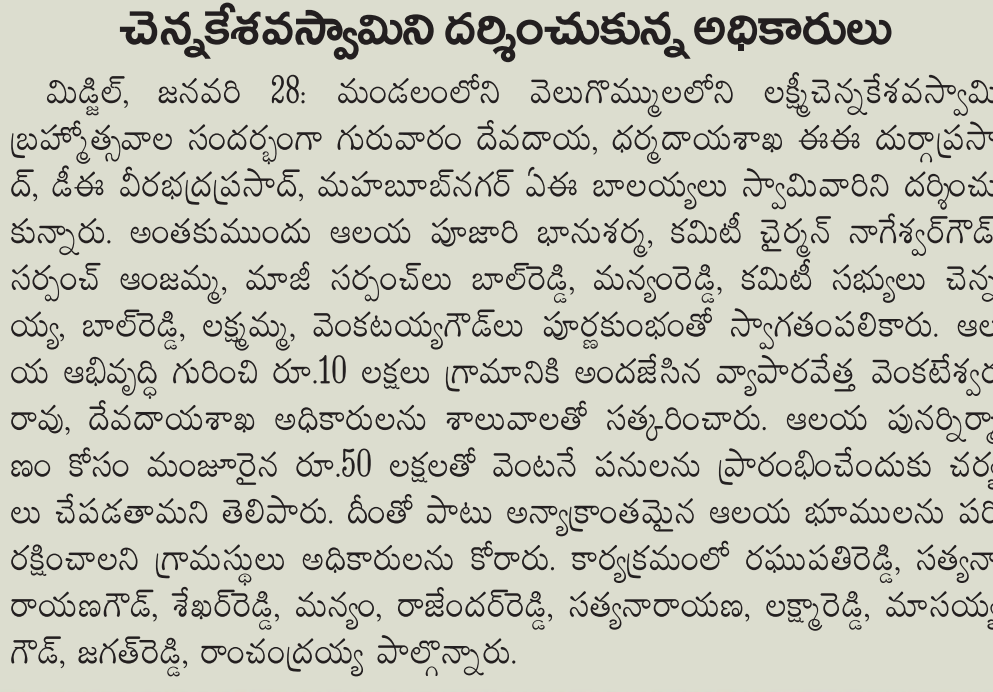 చెన్నకేశవస్వామిని దర్శించుకున్న అధికారులు
మిడ్జిల్, జనవరి 28: మండలంలోని వెలుగొమ్ములలోని లక్ష్మీచెన్నకేశవస్వామి
బ్రహ్మోత్సవాల సందర్భంగా గురువారం దేవదాయ, ధర్మదాయశాఖ ఈఈ దుర్గాప్రసా
ద్, డీఈ వీరభద్రప్రసాద్, మహబూబ్‌నగర్ ఏఈ బాలయ్యలు స్వామివారిని దర్శించు
కున్నారు. అంతకుముందు ఆలయ పూజారి భానుశర్మ, కమిటీ చైర్మన్ నాగేశ్వర్‌గౌడ్
సర్పంచ్ ఆంజమ్మ, మాజీ సర్పంచ్‌లు బాల్‌రెడ్డి, మన్యంరెడ్డి, కమిటీ సభ్యులు చెన్న
య్య, బాల్‌రెడ్డి, లక్ష్మమ్మ, వెంకటయ్యగౌడ్‌లు పూర్ణకుంభంతో స్వాగతంపలికారు. ఆల
య ఆభివృద్ధి గురించి రూ.10 లక్షలు గ్రామానికి అందజేసిన వ్యాపారవేత్త వెంకటేశ్వర
రావు, దేవదాయశాఖ అధికారులను శాలువాలతో సత్కరించారు. ఆలయ పునర్నిర్మా
ణం కోసం మంజూరైన రూ.50 లక్షలతో వెంటనే పనులను ప్రారంభించేందుకు చర్య
లు చేపడతామని తెలిపారు. దీంతో పాటు అన్యాక్రాంతమైన ఆలయ భూములను పరి
రక్షించాలని గ్రామస్థులు అధికారులను కోరారు. కార్యక్రమంలో రఘుపతిరెడ్డి, సత్యనా
రాయణగౌడ్, శేఖర్‌రెడ్డి, మన్యం, రాజేందర్‌రెడ్డి, సత్యనారాయణ, లక్ష్మారెడ్డి, మాసయ్య
గౌడ్, జగత్‌రెడ్డి, రాంచంద్రయ్య పాల్గొన్నారు.